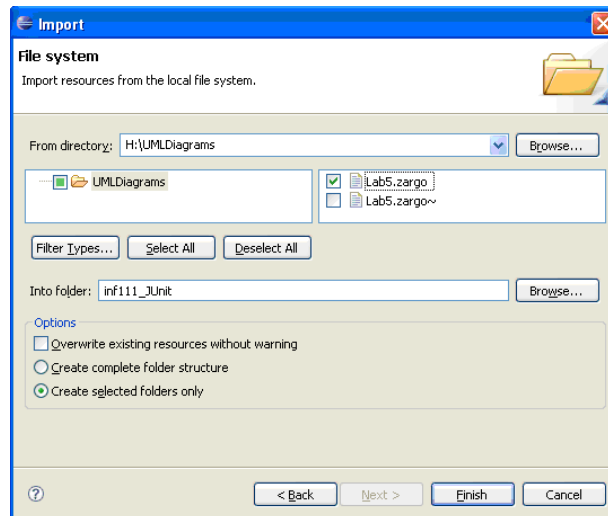 Import
File system
Import resources from the local file system.
From directory: H:\UMLDiagrams Browse...
UMLDiagrams
Lab5.zargo
Lab5.zargo~
Filter Types... Select All Deselect All
Into folder: inf111_JUnit Browse...
Options
Overwrite existing resources without warning
Create complete folder structure
Create selected folders only
? < Back Next > Finish Cancel